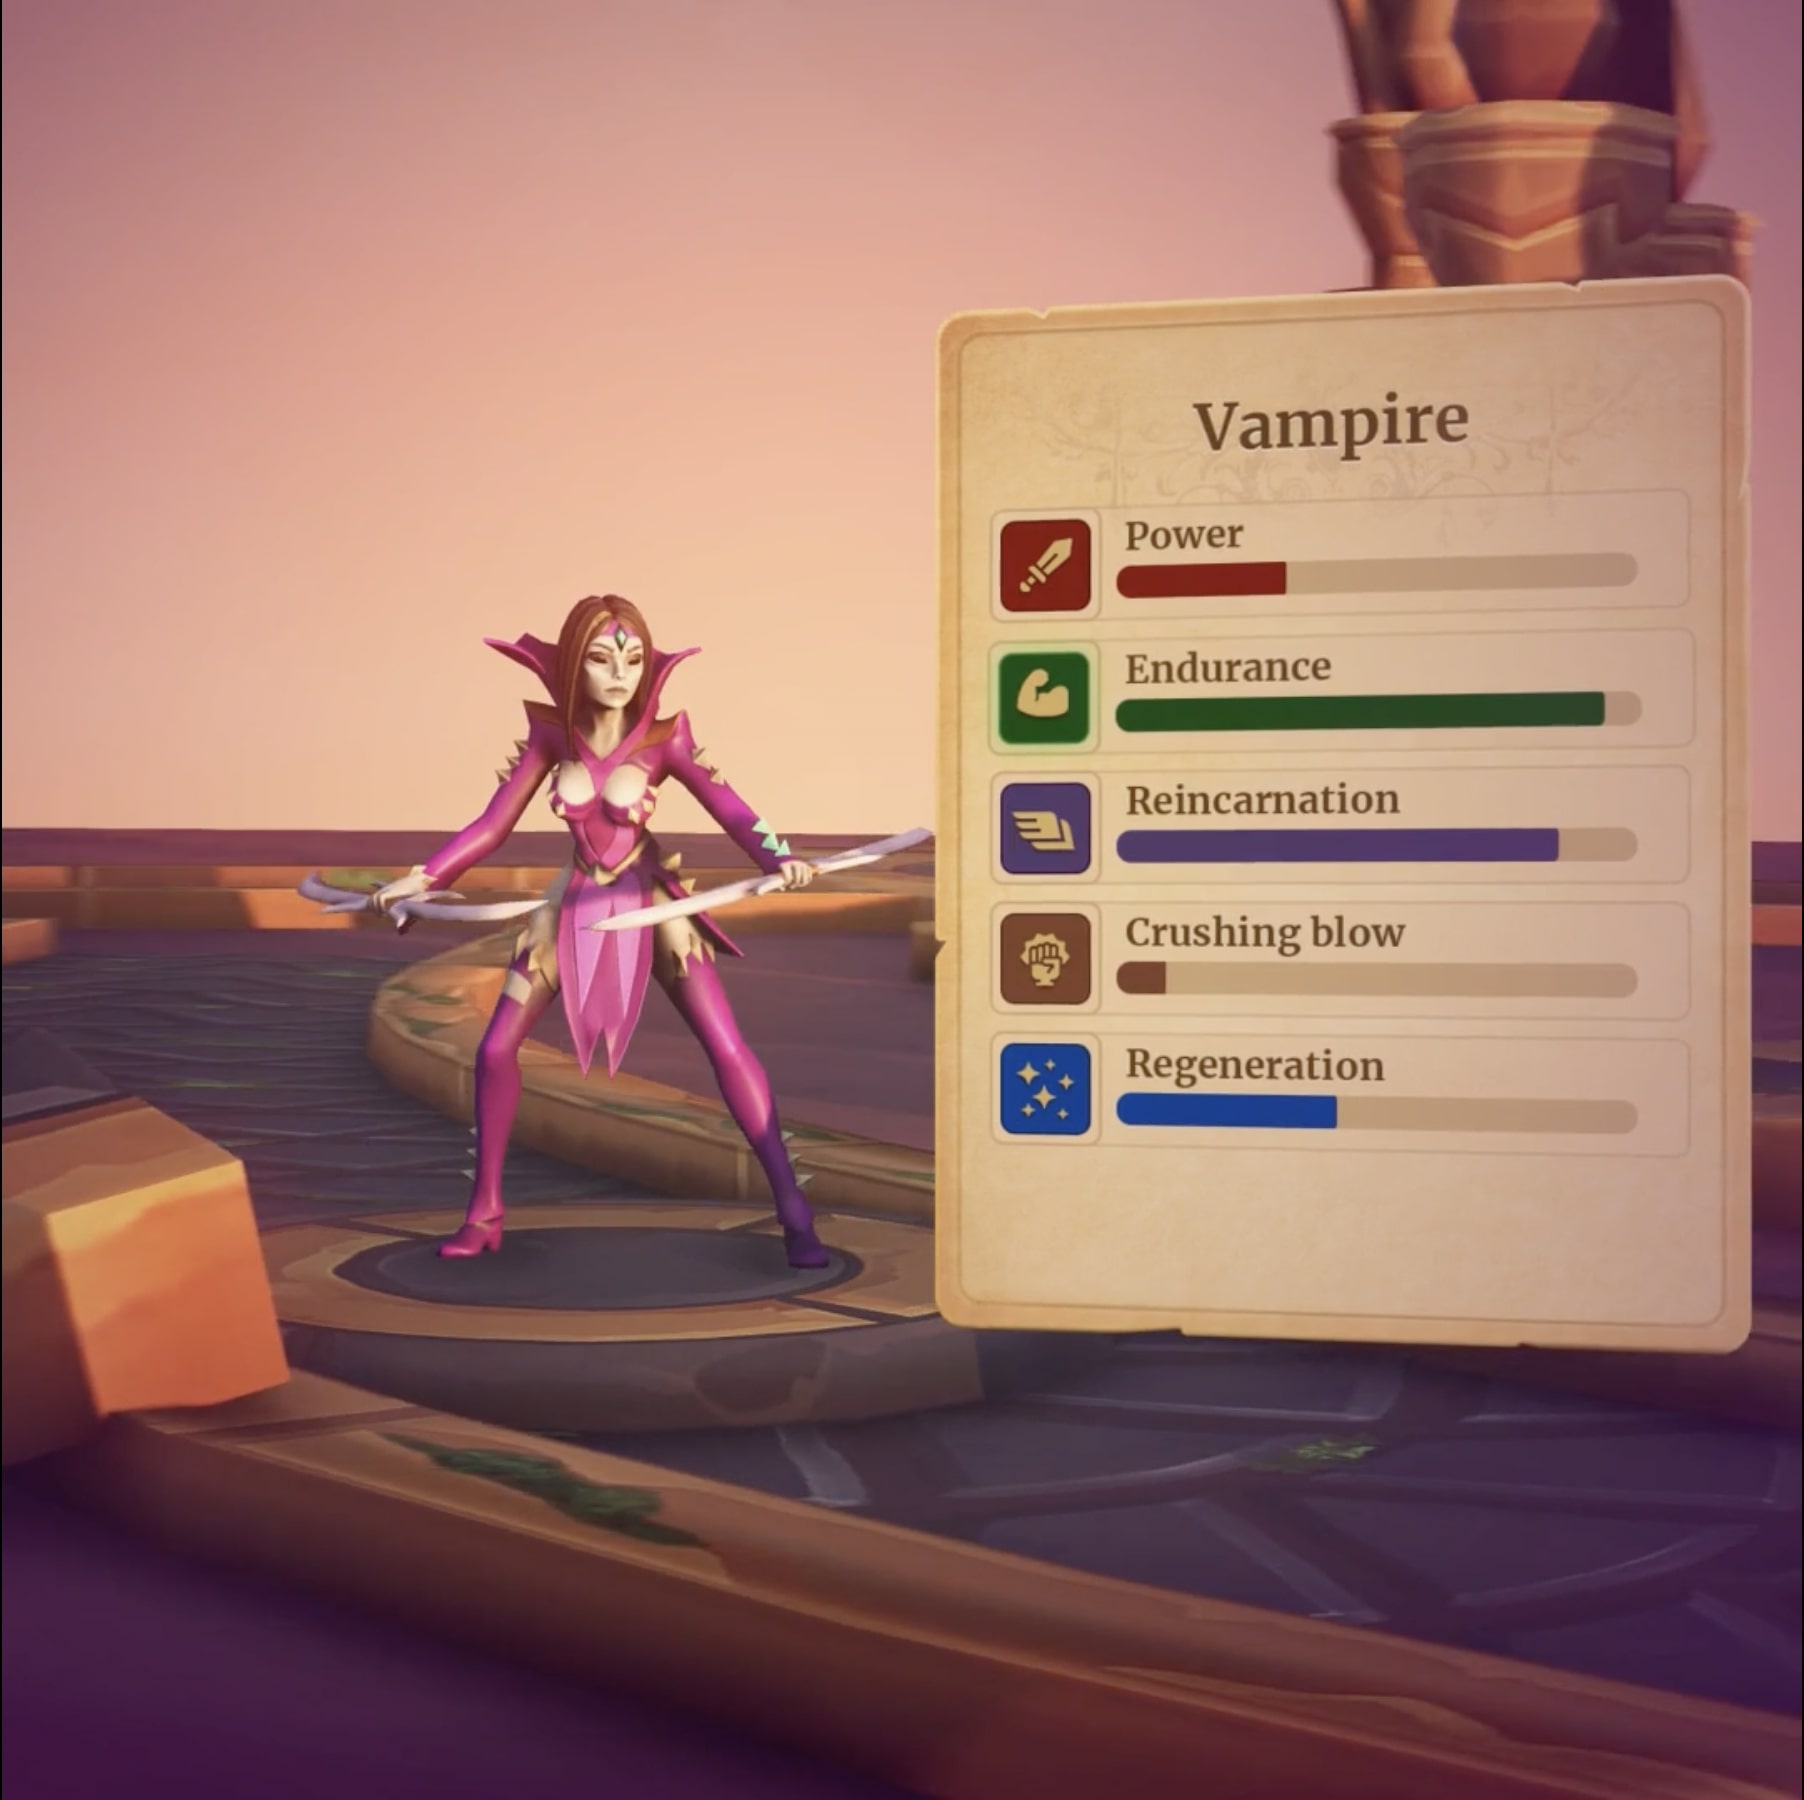 Vampire
Power
Endurance
Reincarnation
Crushing blow
Regeneration